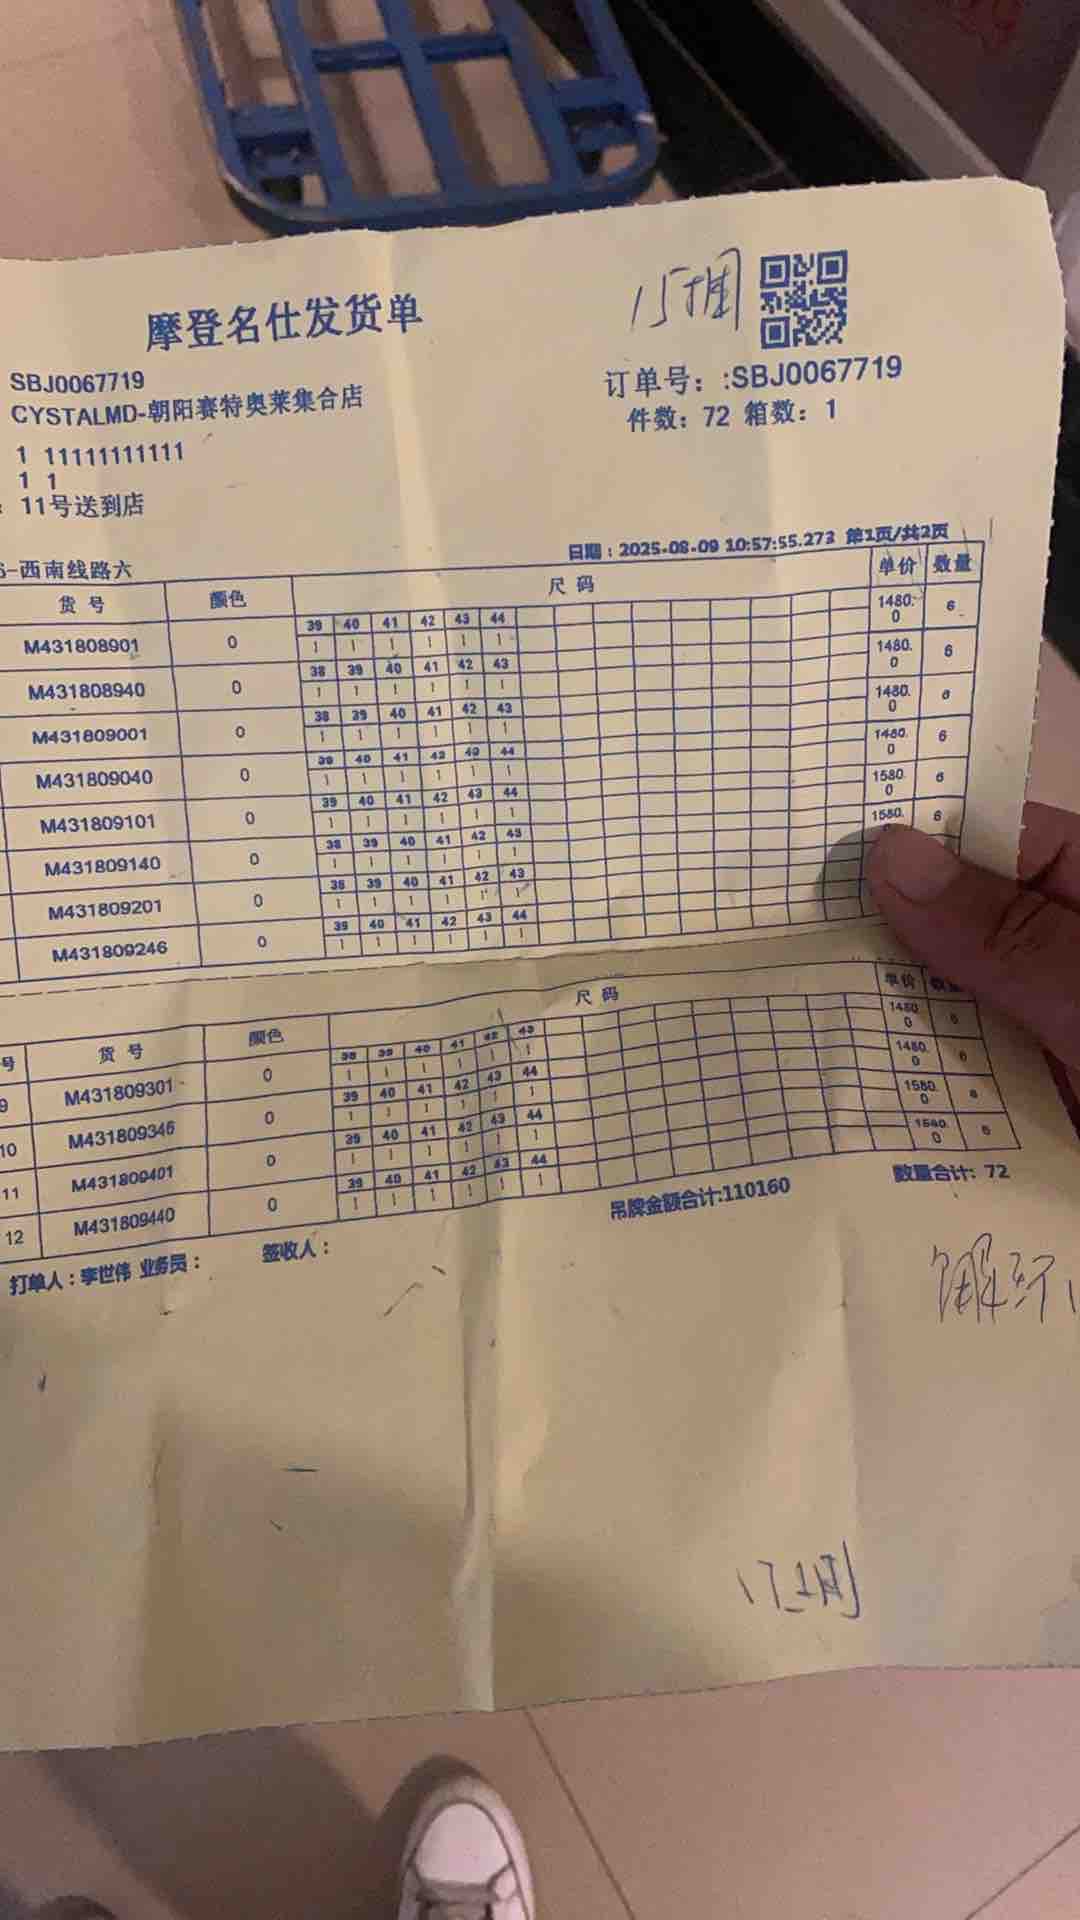 摩登名仕发货单
SBJ0067719
订单号：:SBJ0067719
CYSTALMD-朝阳赛特奥莱集合店
件数：72 箱数：1
1 11111111111
1 1
11号送到店
日期：2025-08-09 10:57:55.273 第1页/共2页
-西南线路六
货号 颜色 尺码 单价 数量
39 40 41 42 43 44
M431808901 0 1 1 1 1 1 1 1480.0 6
38 39 40 41 42 43
M431808940 0 1 1 1 1 1 1 1480.0 6
38 39 40 41 42 43
M431809001 0 1 1 1 1 1 1 1480.0 6
39 40 41 42 43 44
M431809040 0 1 1 1 1 1 1 1480.0 6
39 40 41 42 43 44
M431809101 0 1 1 1 1 1 1 1580.0 6
38 39 40 41 42 43
M431809140 0 1 1 1 1 1 1 1580. 6
38 39 40 41 42 43
M431809201 0 1 1 1 1 1 1
39 40 41 42 43 44
M431809246 0 1 1 1 1 1 1
号 货号 颜色 尺码 单价
38 39 40 41 42 43
9 M431809301 0 1 1 1 1 1 1 1480.0 6
39 40 41 42 43 44
10 M431809346 0 1 1 1 1 1 1 1480.0 6
39 40 41 42 43 44
11 M431809401 0 1 1 1 1 1 1 1580.0 6
39 40 41 42 43 44
12 M431809440 0 1 1 1 1 1 1 1580.0 6
吊牌金额合计:110160 数量合计: 72
打单人：李世伟 业务员： 签收人：